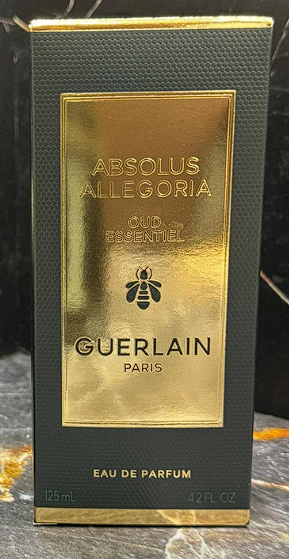 ABSOLUS
ALLEGORIA
OUD
ESSENTIEL
GUERLAIN
PARIS
EAU DE PARFUM
125 mL 4.2 FL.OZ